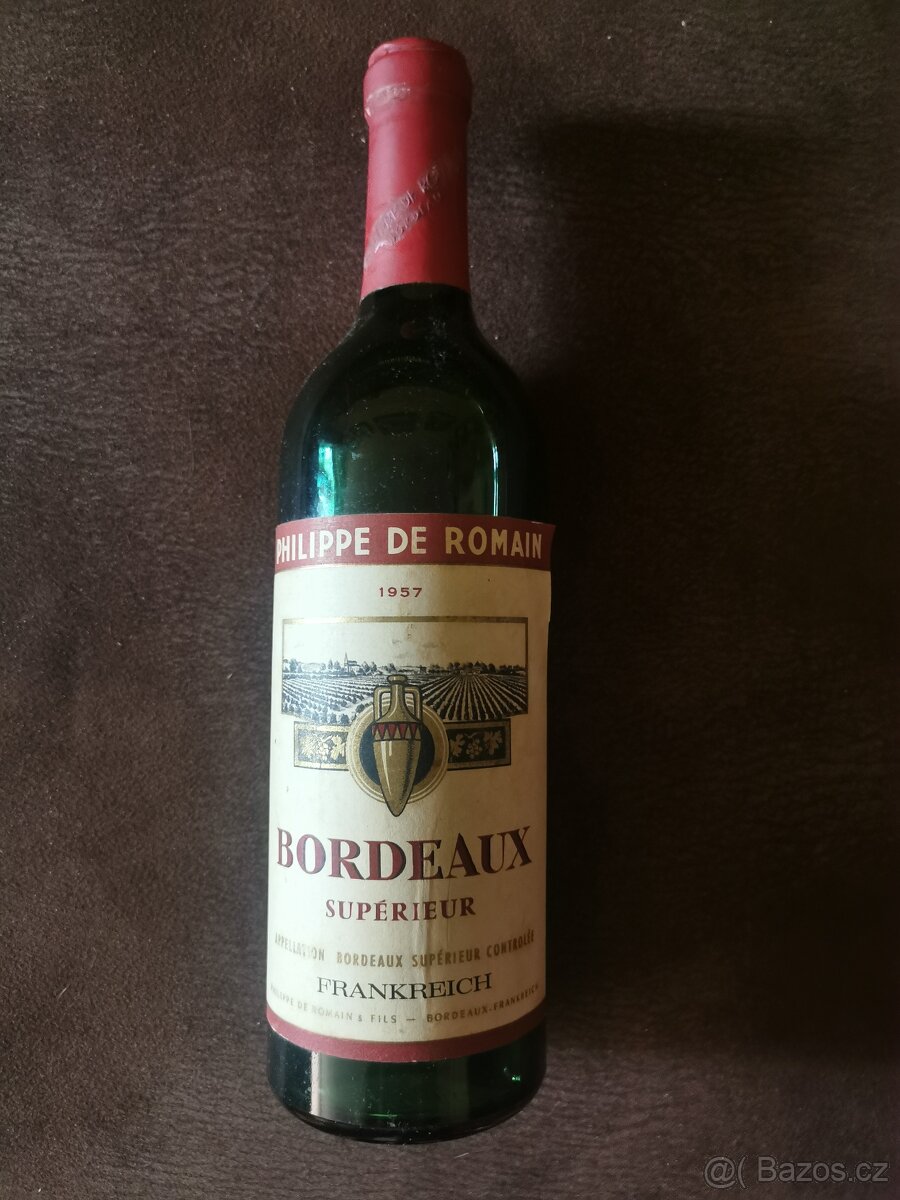 PHILIPPE DE ROMAIN
1957
BORDEAUX
SUPÉRIEUR
APPELLATION BORDEAUX SUPÉRIEUR CONTROLÉE
FRANKREICH
PHILIPPE DE ROMAIN & FILS — BORDEAUX-FRANKREICH
@( Bazos.cz